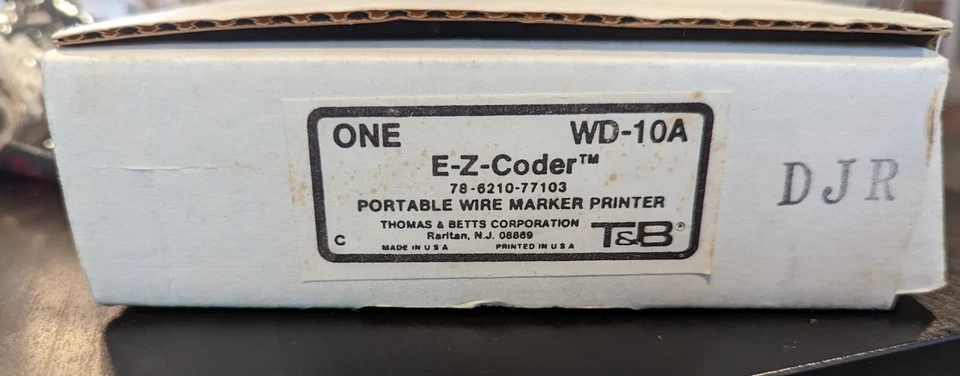 ONE WD-10A
E-Z-Coder™
78-6210-77103
PORTABLE WIRE MARKER PRINTER
THOMAS & BETTS CORPORATION
Raritan, N.J. 08869
C MADE IN U S A PRINTED IN U S A T&B®
DJR